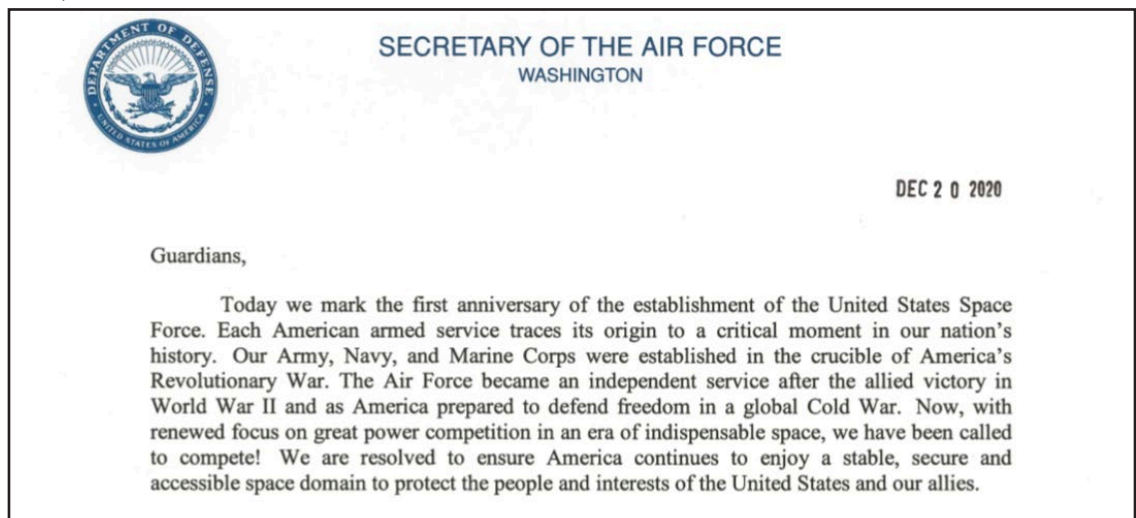 DEPARTMENT OF DEFENSE
UNITED STATES OF AMERICA
SECRETARY OF THE AIR FORCE
WASHINGTON
DEC 2 0 2020
Guardians,
Today we mark the first anniversary of the establishment of the United States Space
Force. Each American armed service traces its origin to a critical moment in our nation's
history. Our Army, Navy, and Marine Corps were established in the crucible of America's
Revolutionary War. The Air Force became an independent service after the allied victory in
World War II and as America prepared to defend freedom in a global Cold War. Now, with
renewed focus on great power competition in an era of indispensable space, we have been called
to compete! We are resolved to ensure America continues to enjoy a stable, secure and
accessible space domain to protect the people and interests of the United States and our allies.